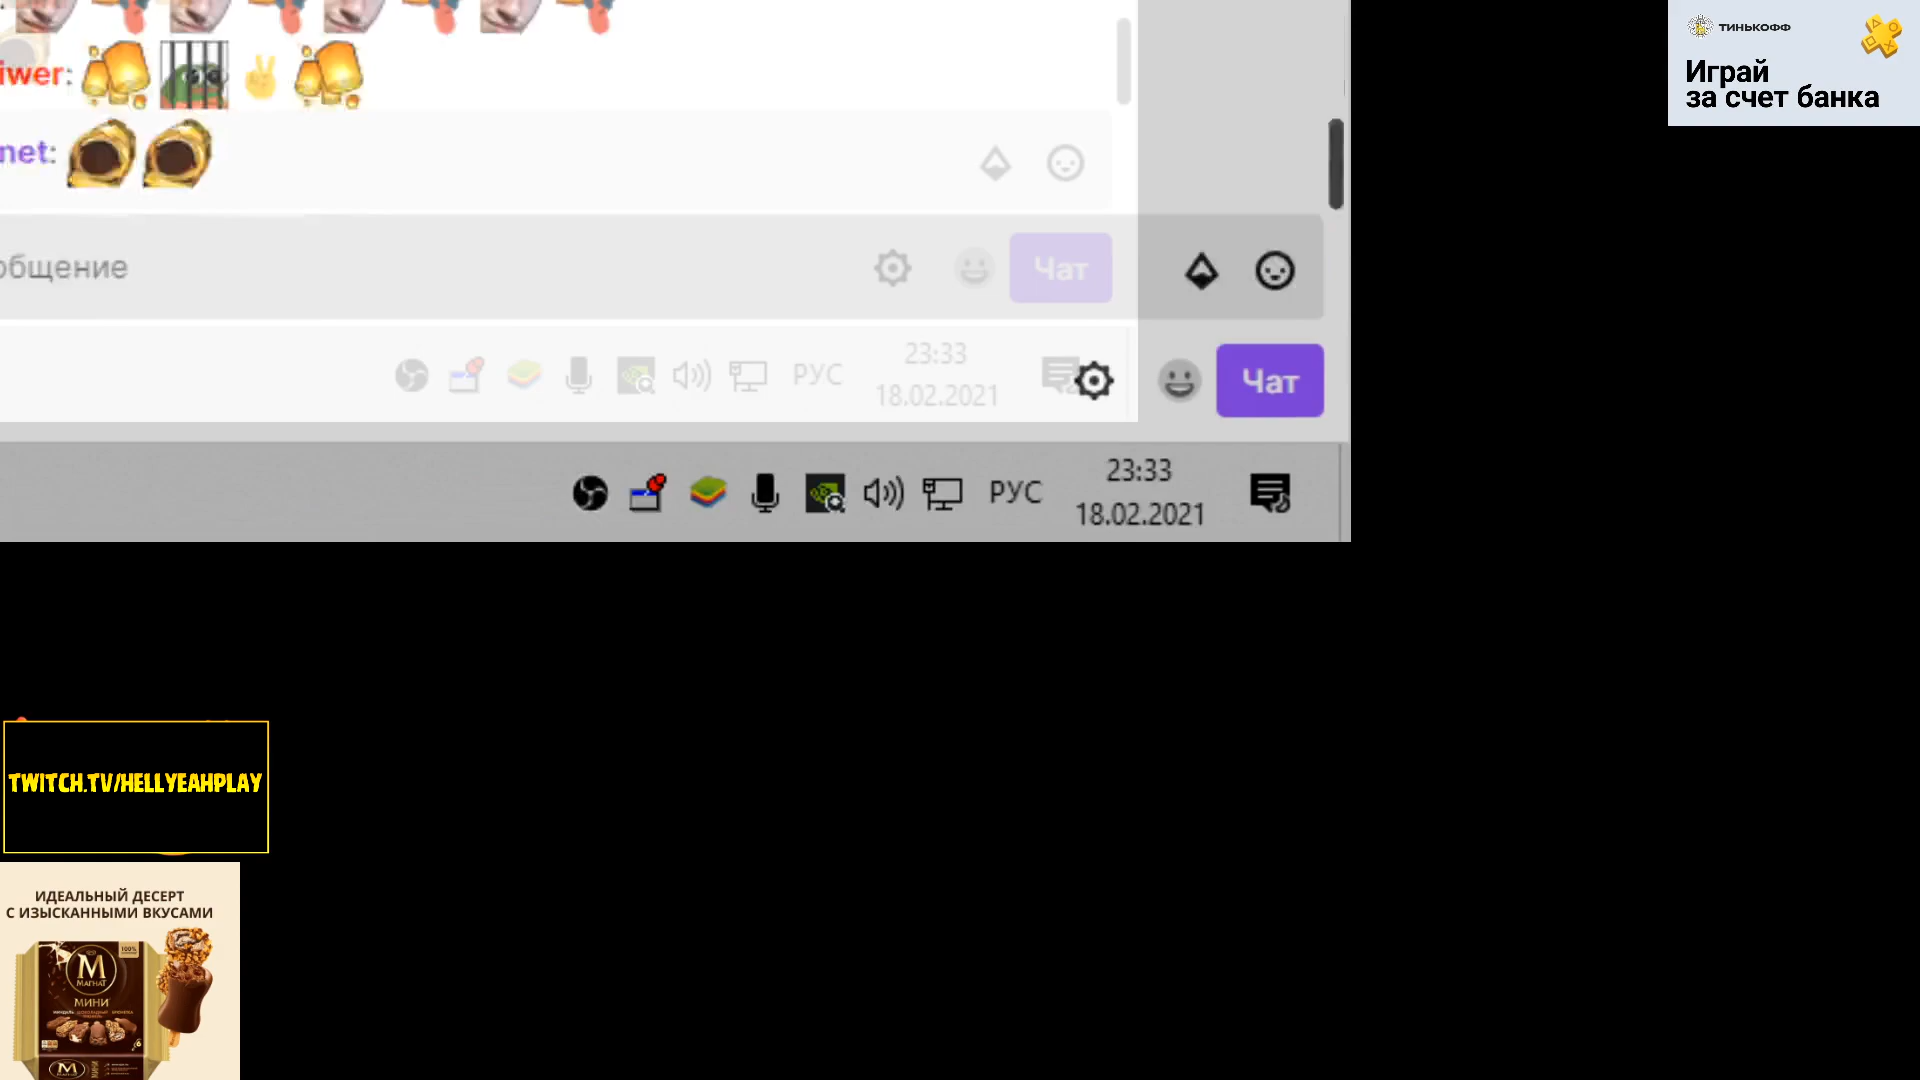 iwer:
ТИНЬКОФФ
Играй
за счет банка
net:
общение
Чат
РУС
23:33
18.02.2021
Чат
РУС
23:33
18.02.2021
TWITCH.TV/HELLYEAHPLAY
ИДЕАЛЬНЫЙ ДЕСЕРТ
С ИЗЫСКАННЫМИ ВКУСАМИ
100%
М
МАГНАТ
МИНИ
М